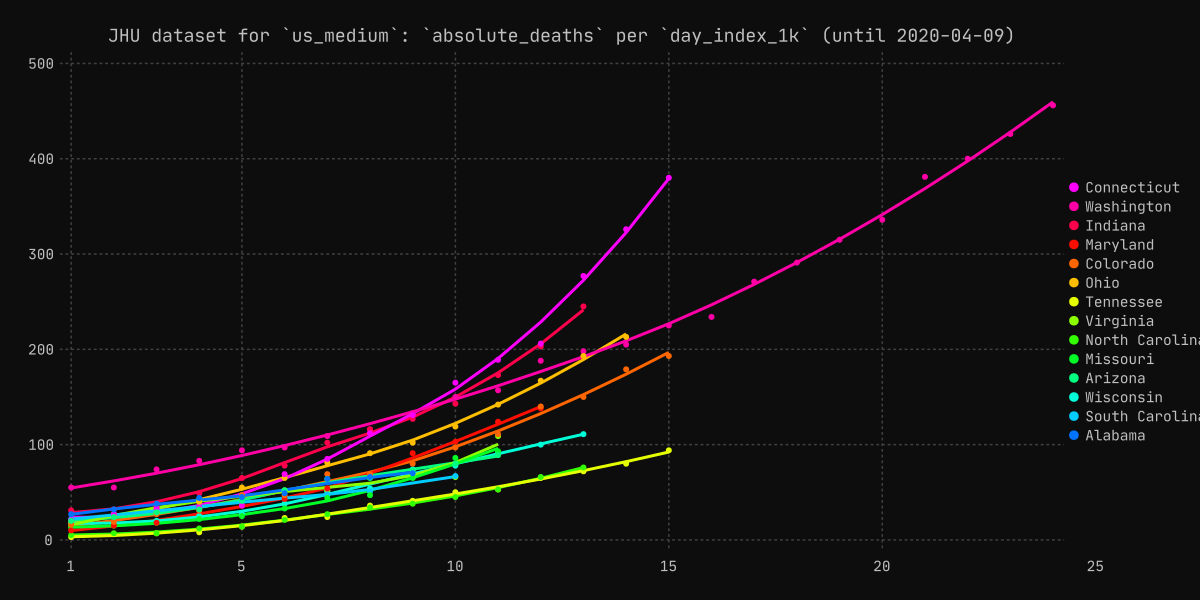 JHU dataset for `us_medium`: `absolute_deaths` per `day_index_1k` (until 2020-04-09)
500
400
300
200
100
0
1 5 10 15 20 25
Connecticut
Washington
Indiana
Maryland
Colorado
Ohio
Tennessee
Virginia
North Carolina
Missouri
Arizona
Wisconsin
South Carolina
Alabama